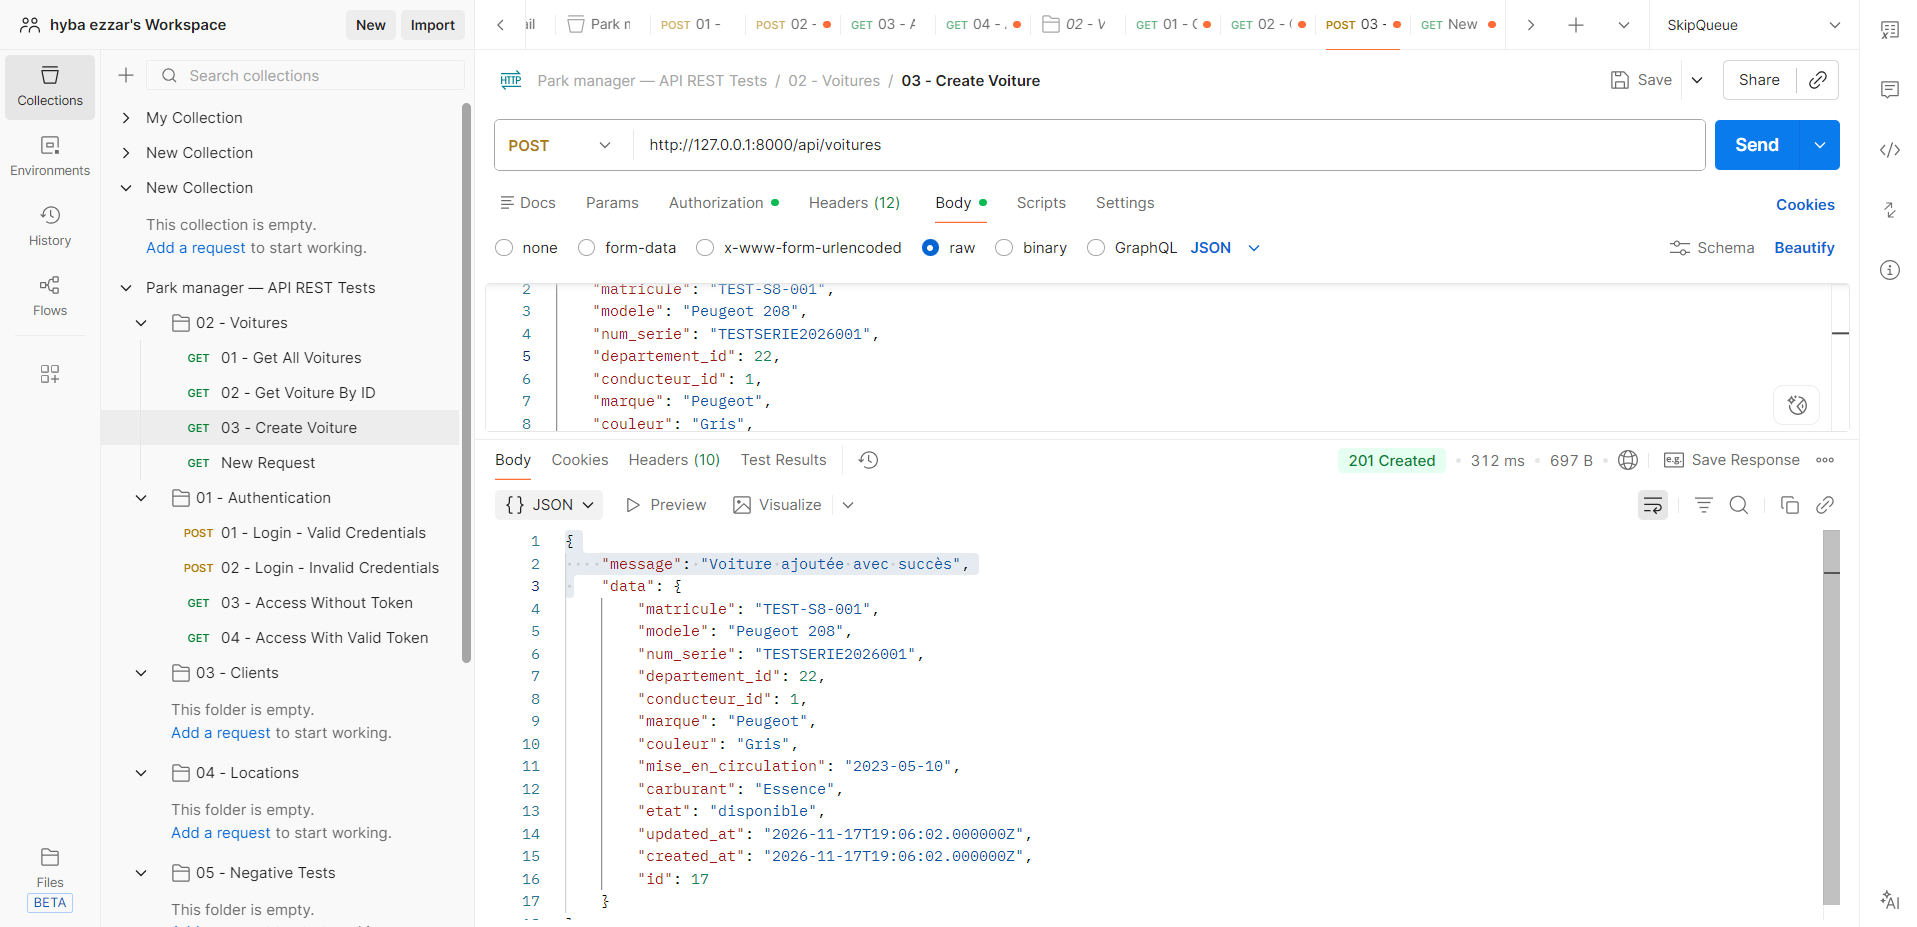 hyba ezzar's Workspace
New
Import
Park n
POST 01 -
POST 02 -
GET 03 - A
GET 04 - .
02 - V
GET 01 - C
GET 02 - C
POST 03 -
GET New
SkipQueue
Collections
Environments
History
Flows
Files
BETA
Search collections
My Collection
New Collection
New Collection
This collection is empty.
Add a request to start working.
Park manager — API REST Tests
02 - Voitures
GET 01 - Get All Voitures
GET 02 - Get Voiture By ID
GET 03 - Create Voiture
GET New Request
01 - Authentication
POST 01 - Login - Valid Credentials
POST 02 - Login - Invalid Credentials
GET 03 - Access Without Token
GET 04 - Access With Valid Token
03 - Clients
This folder is empty.
Add a request to start working.
04 - Locations
This folder is empty.
Add a request to start working.
05 - Negative Tests
This folder is empty.
HTTP Park manager — API REST Tests / 02 - Voitures / 03 - Create Voiture
Save
Share
POST http://127.0.0.1:8000/api/voitures
Send
Docs Params Authorization Headers (12) Body Scripts Settings
Cookies
none form-data x-www-form-urlencoded raw binary GraphQL JSON
Schema Beautify
2 "matricule": "TEST-S8-001",
3 "modele": "Peugeot 208",
4 "num_serie": "TESTSERIE2026001",
5 "departement_id": 22,
6 "conducteur_id": 1,
7 "marque": "Peugeot",
8 "couleur": "Gris",
Body Cookies Headers (10) Test Results
201 Created • 312 ms • 697 B • e.g. Save Response
{} JSON Preview Visualize
1 {
2 "message": "Voiture ajoutée avec succès",
3 "data": {
4 "matricule": "TEST-S8-001",
5 "modele": "Peugeot 208",
6 "num_serie": "TESTSERIE2026001",
7 "departement_id": 22,
8 "conducteur_id": 1,
9 "marque": "Peugeot",
10 "couleur": "Gris",
11 "mise_en_circulation": "2023-05-10",
12 "carburant": "Essence",
13 "etat": "disponible",
14 "updated_at": "2026-11-17T19:06:02.000000Z",
15 "created_at": "2026-11-17T19:06:02.000000Z",
16 "id": 17
17 }
AI